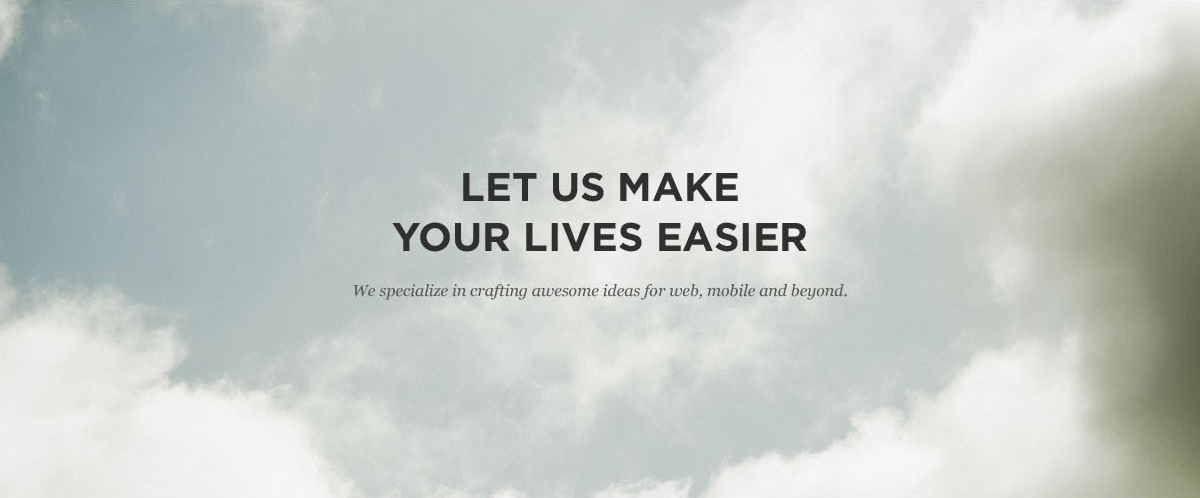 LET US MAKE
YOUR LIVES EASIER
We specialize in crafting awesome ideas for web, mobile and beyond.